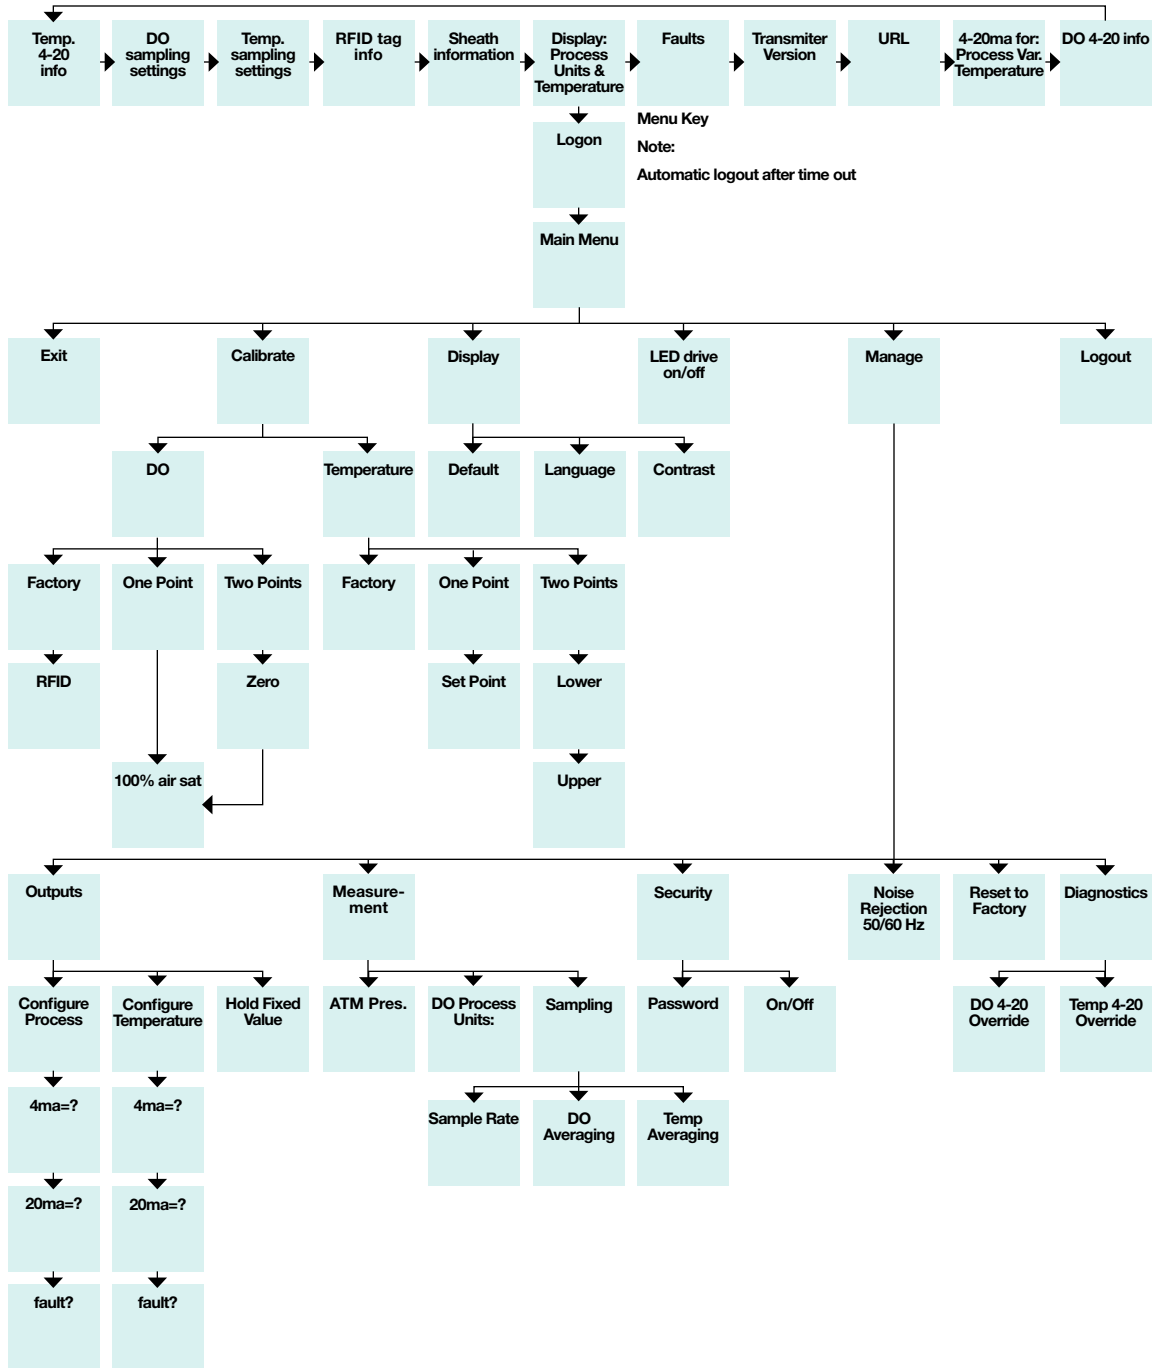 Temp.
4-20
info
DO
sampling
settings
Temp.
sampling
settings
RFID tag
info
Sheath
information
Display:
Process
Units &
Temperature
Faults
Transmiter
Version
URL
4-20ma for:
Process Var.
Temperature
DO 4-20 info
Logon
Menu Key
Note:
Automatic logout after time out
Main Menu
Exit
Calibrate
Display
LED drive
on/off
Manage
Logout
DO
Temperature
Default
Language
Contrast
Factory
One Point
Two Points
Factory
One Point
Two Points
RFID
Zero
Set Point
Lower
100% air sat
Upper
Outputs
Measure-
ment
Security
Noise
Rejection
50/60 Hz
Reset to
Factory
Diagnostics
Configure
Process
Configure
Temperature
Hold Fixed
Value
ATM Pres.
DO Process
Units:
Sampling
Password
On/Off
DO 4-20
Override
Temp 4-20
Override
4ma=?
4ma=?
Sample Rate
DO
Averaging
Temp
Averaging
20ma=?
20ma=?
fault?
fault?